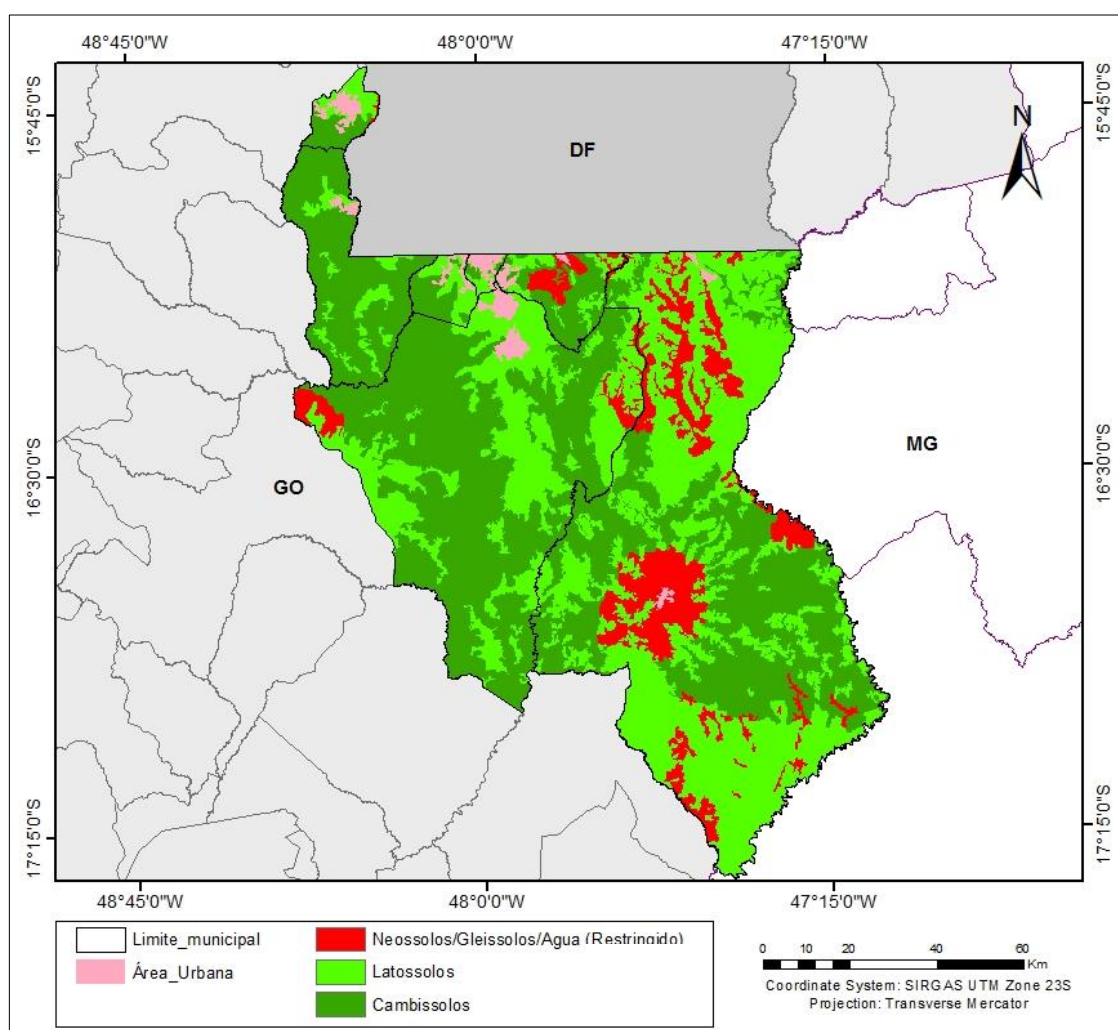 48°45'0"W
48°0'0"W
47°15'0"W
15°45'0"S
15°45'0"S
N
DF
MG
16°30'0"S
16°30'0"S
GO
17°15'0"S
17°15'0"S
48°45'0"W
48°0'0"W
47°15'0"W
Limite_municipal
Área_Urbana
Neossolos/Gleissolos/Agua (Restringido)
Latossolos
Cambissolos
0 10 20 40 60
Km
Coordinate System: SIRGAS UTM Zone 23S
Projection: Transverse Mercator